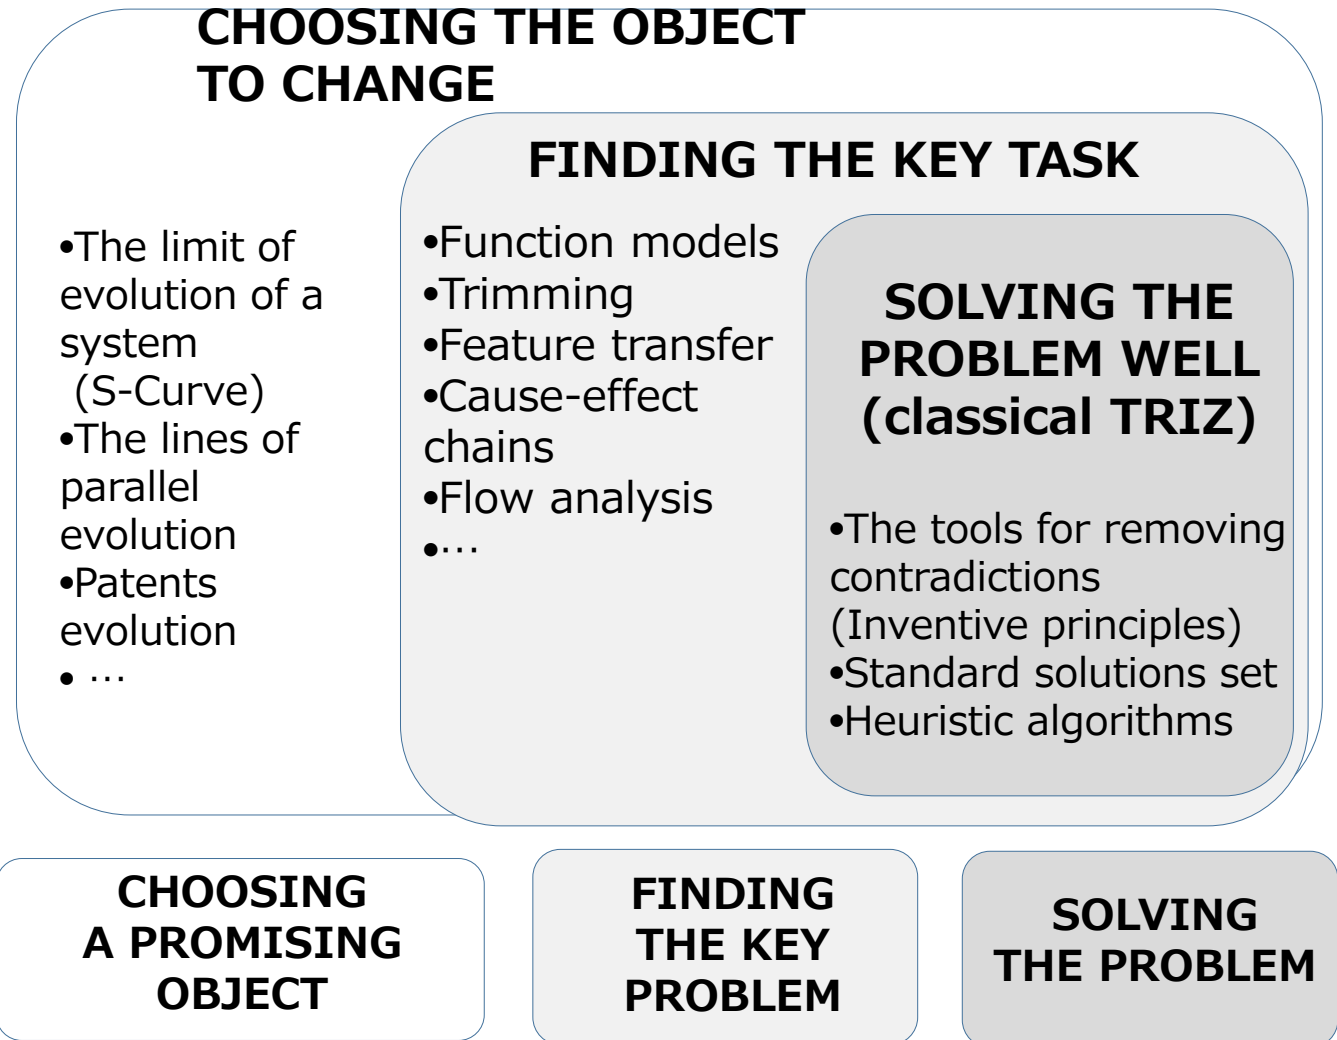 CHOOSING THE OBJECT
TO CHANGE
•The limit of
evolution of a
system
(S-Curve)
•The lines of
parallel
evolution
•Patents
evolution
• …
FINDING THE KEY TASK
•Function models
•Trimming
•Feature transfer
•Cause-effect
chains
•Flow analysis
•…
SOLVING THE
PROBLEM WELL
(classical TRIZ)
•The tools for removing
contradictions
(Inventive principles)
•Standard solutions set
•Heuristic algorithms
CHOOSING
A PROMISING
OBJECT
FINDING
THE KEY
PROBLEM
SOLVING
THE PROBLEM